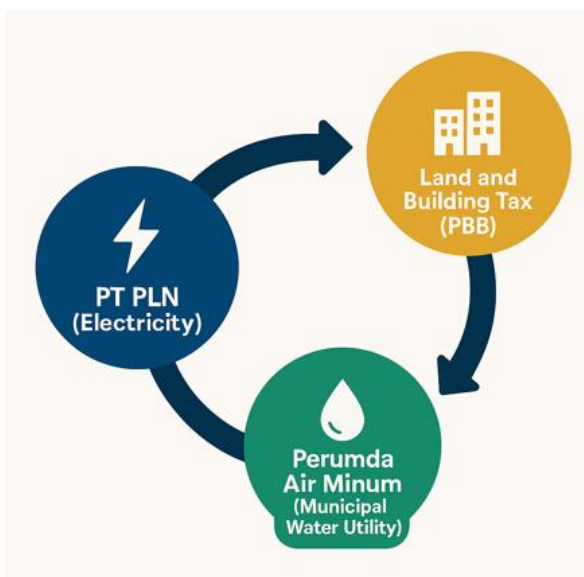 Land and
Building Tax
(PBB)
PT PLN
(Electricity)
Perumda
Air Minum
(Municipal
Water Utility)